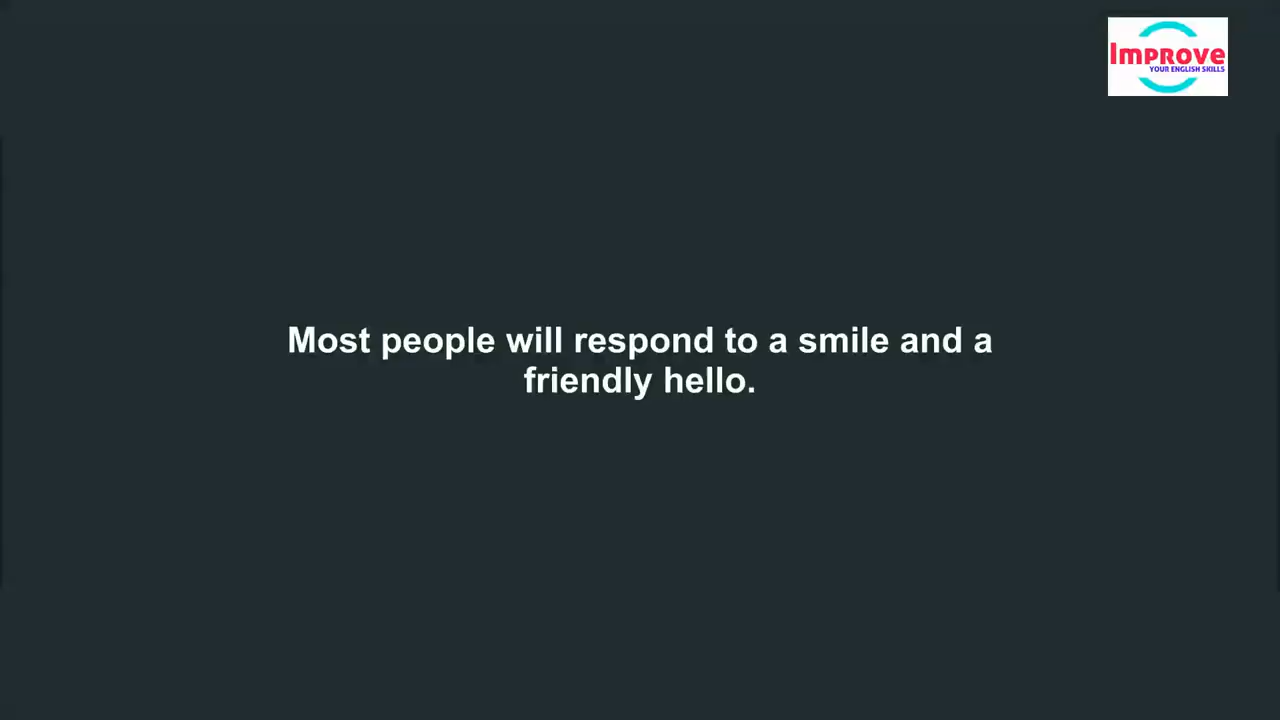 Improve
YOUR ENGLISH SKILLS
Most people will respond to a smile and a
friendly hello.